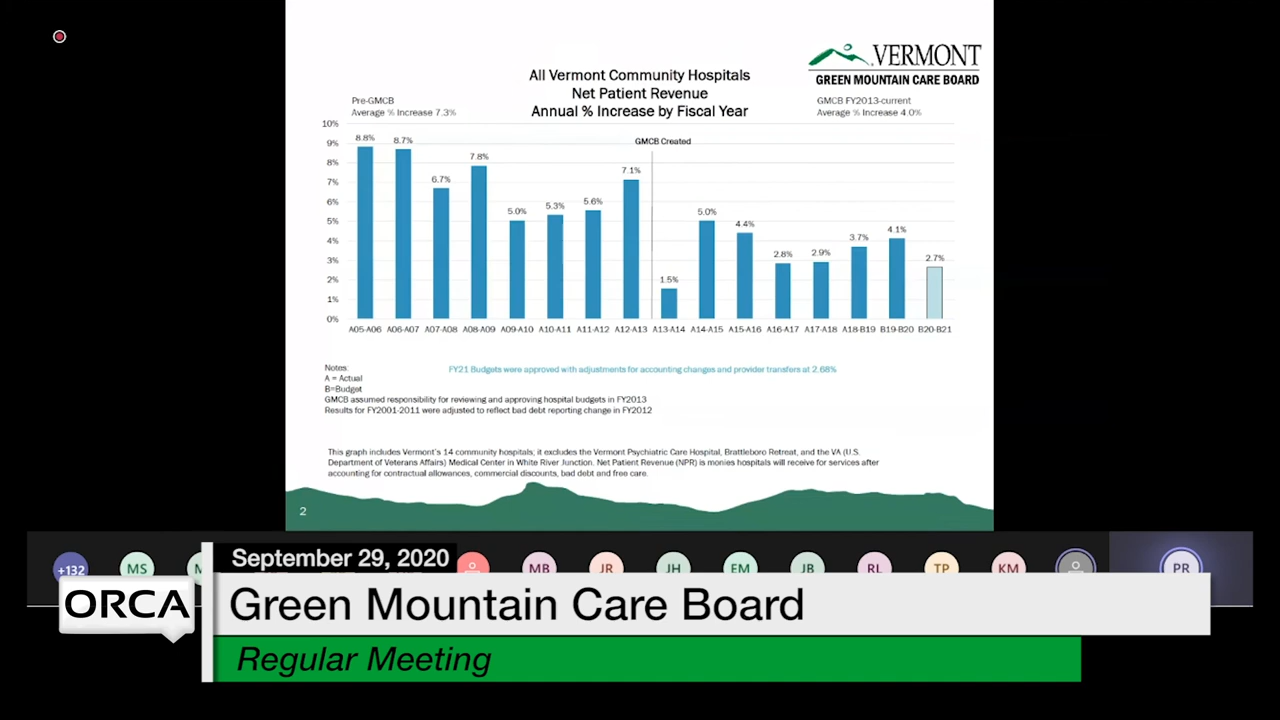 VERMONT
GREEN MOUNTAIN CARE BOARD
All Vermont Community Hospitals
Net Patient Revenue
Annual % Increase by Fiscal Year
Pre-GMCB
Average % Increase 7.3%
GMCB FY2013-current
Average % Increase 4.0%
GMCB Created
10%
9%
8%
7%
6%
5%
4%
3%
2%
1%
0%
8.8%
8.7%
6.7%
7.8%
5.0%
5.3%
5.6%
7.1%
1.5%
5.0%
4.4%
2.8%
2.9%
3.7%
4.1%
2.7%
A05-A06 A06-A07 A07-A08 A08-A09 A09-A10 A10-A11 A11-A12 A12-A13 A13-A14 A14-A15 A15-A16 A16-A17 A17-A18 A18-B19 B19-B20 B20-B21
Notes
A = Actual
B=Budget
FY21 Budgets were approved with adjustments for accounting changes and provider transfers at 2.68%
GMCB assumed responsibility for reviewing and approving hospital budgets in FY2013
Results for FY2001-2011 were adjusted to reflect bad debt reporting change in FY2012
This graph includes Vermont's 14 community hospitals; it excludes the Vermont Psychiatric Care Hospital, Brattleboro Retreat, and the VA (U.S.
Department of Veterans Affairs) Medical Center in White River Junction. Net Patient Revenue (NPR) is monies hospitals will receive for services after
accounting for contractual allowances, commercial discounts, bad debt and free care.
2
+132 MS MB JR JH EM JB RL TP KM PR
September 29, 2020
ORCA
Green Mountain Care Board
Regular Meeting